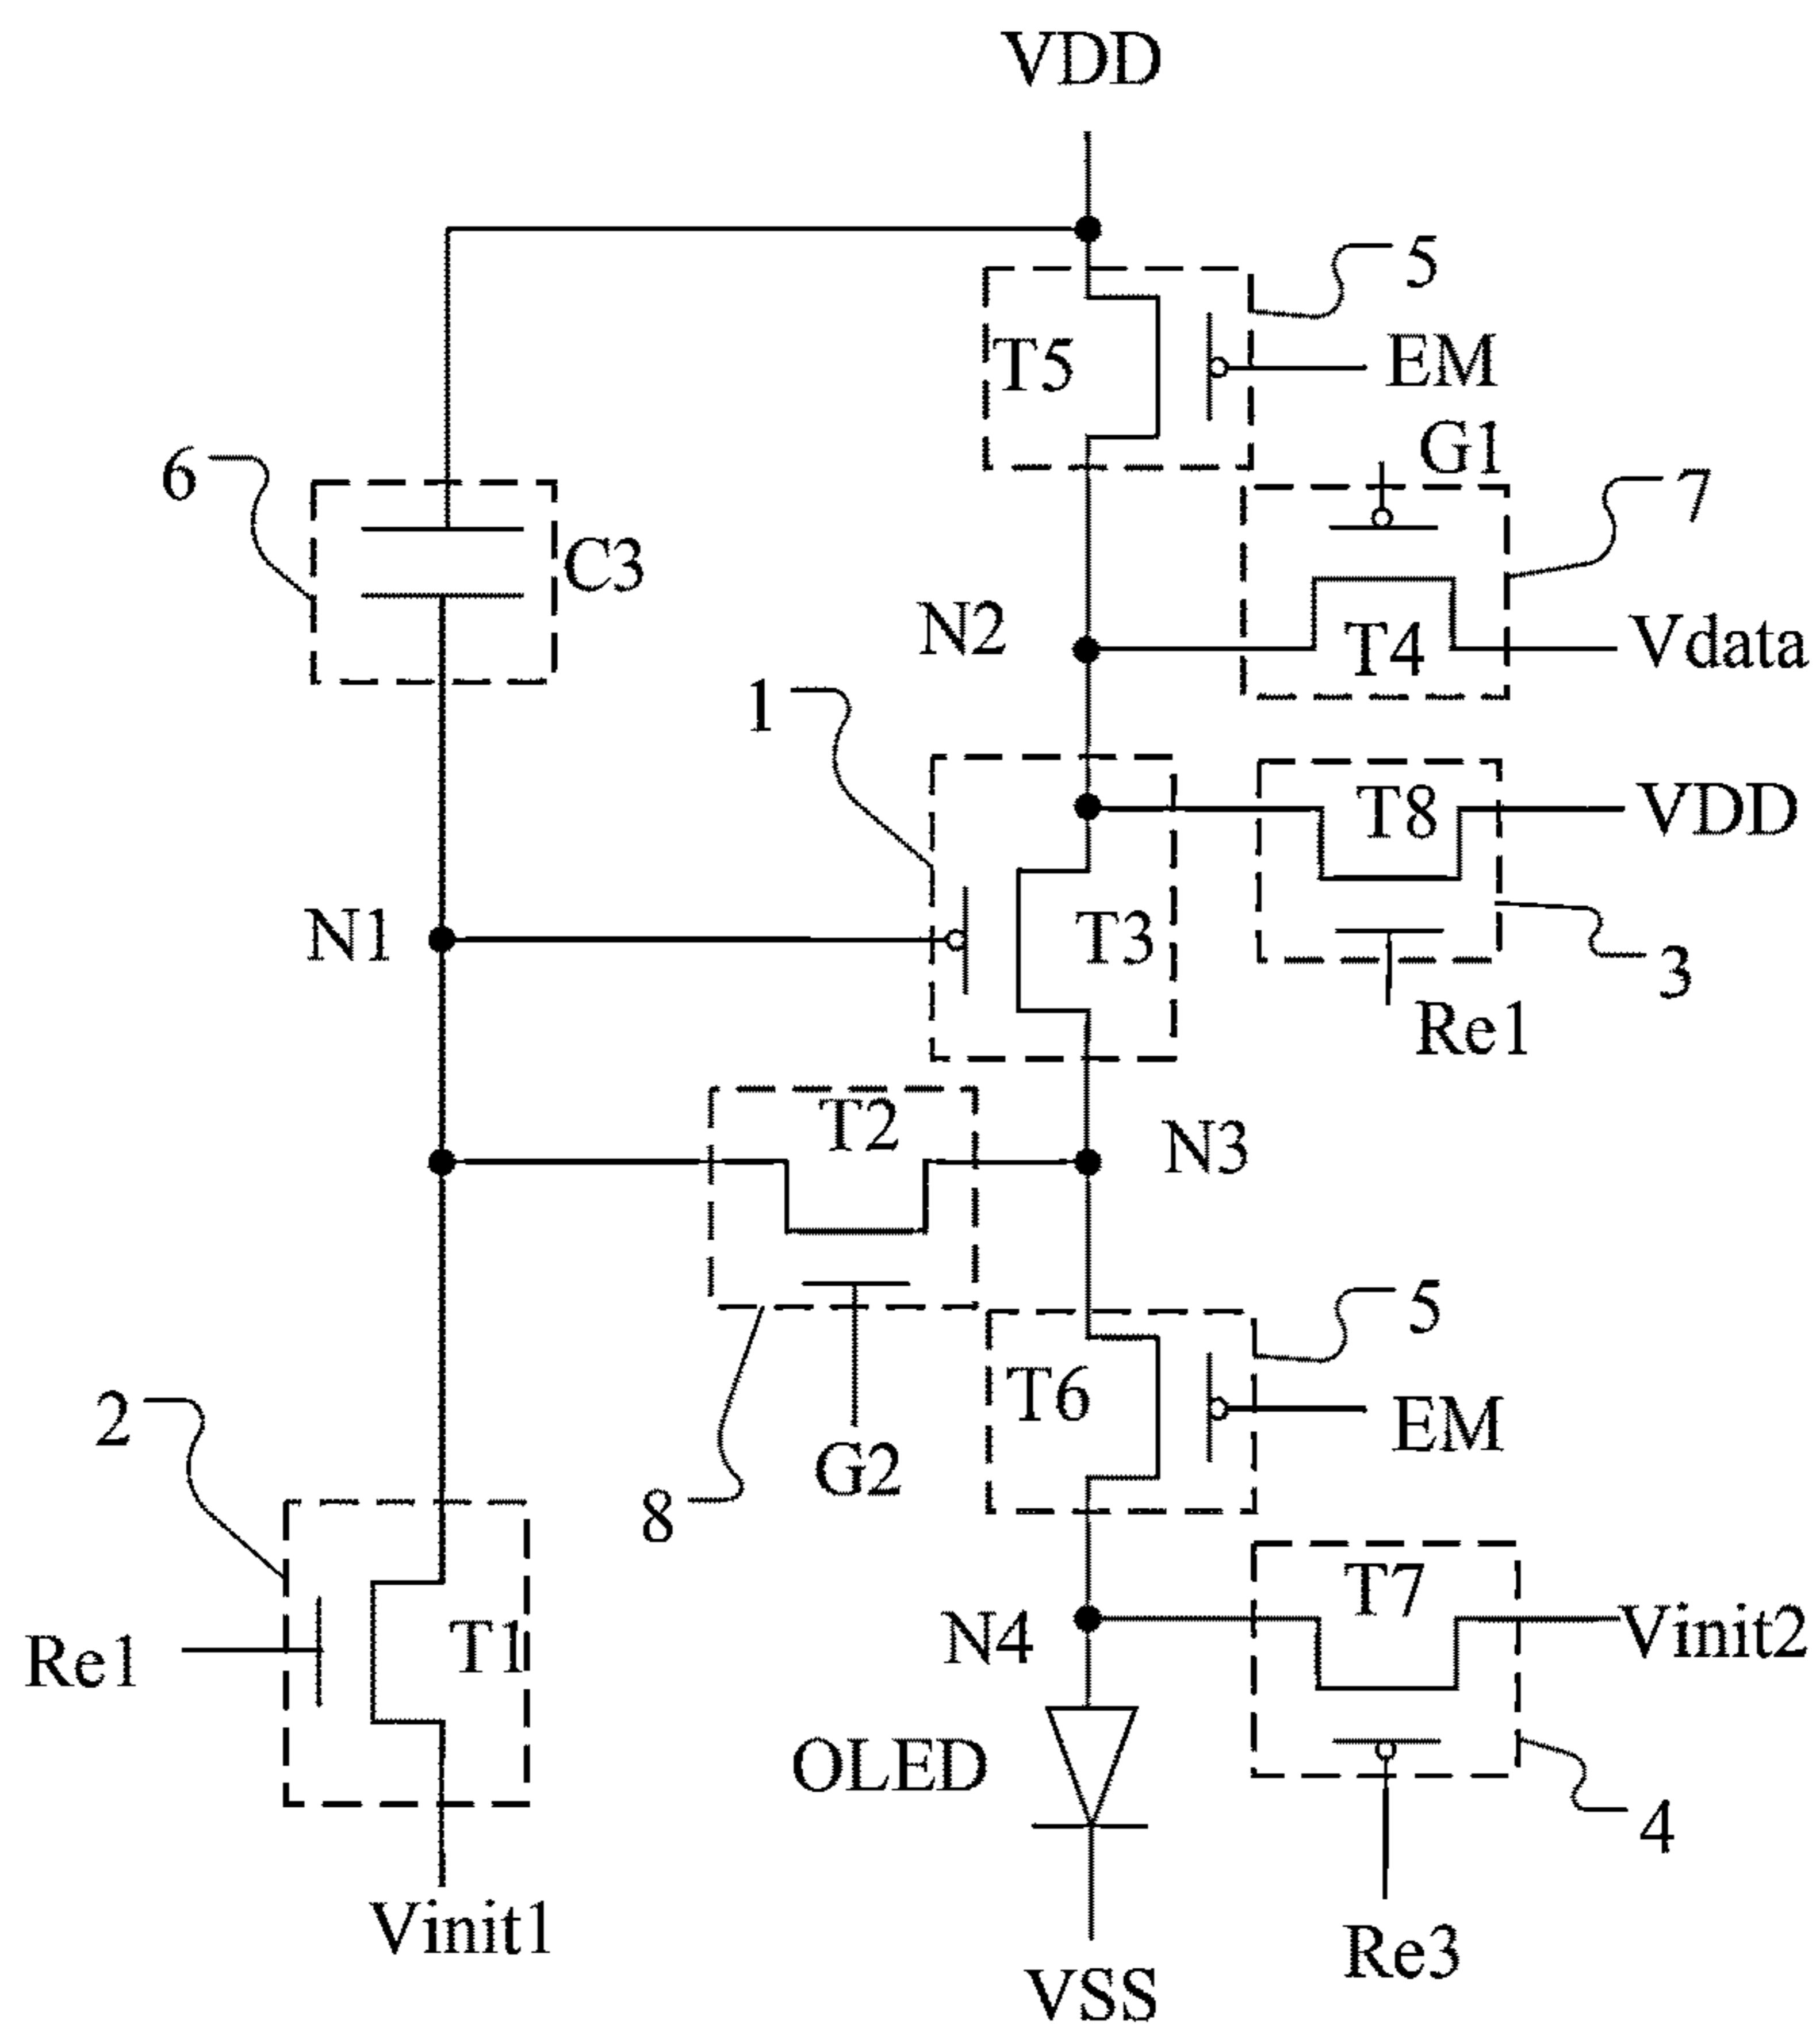 VDD
5
T5
EM
G1
6
7
C3
N2
T4
Vdata
1
T8
VDD
N1
T3
3
Re1
T2
N3
5
T6
2
EM
G2
8
T7
N4
Vinit2
Re1
T1
OLED
4
Vinit1
Re3
VSS